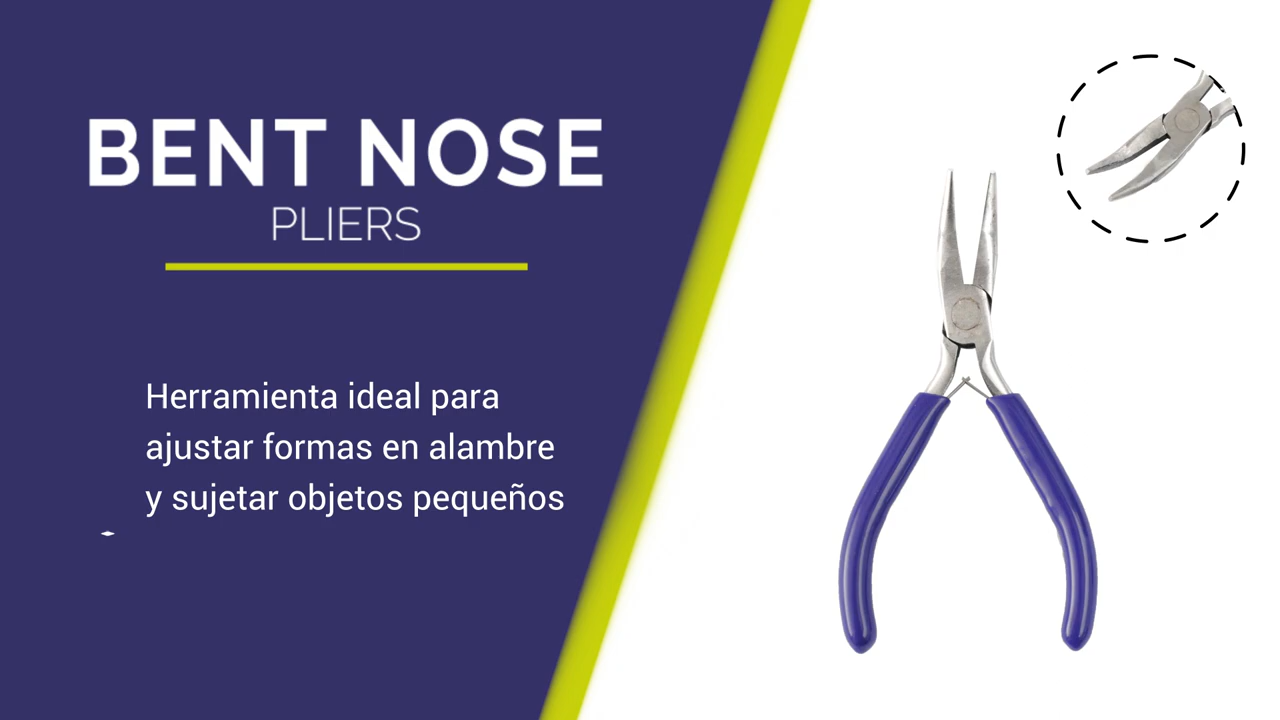 BENT NOSE
PLIERS
Herramienta ideal para
ajustar formas en alambre
y sujetar objetos pequeños